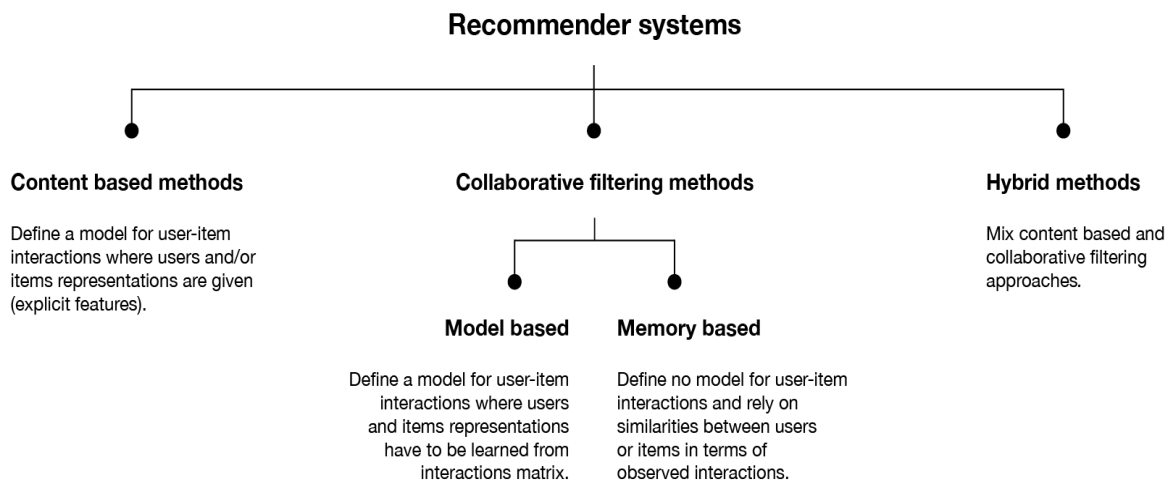 Recommender systems
Content based methods
Define a model for user-item
interactions where users and/or
items representations are given
(explicit features).
Collaborative filtering methods
Model based
Define a model for user-item
interactions where users
and items representations
have to be learned from
interactions matrix.
Memory based
Define no model for user-item
interactions and rely on
similarities between users
or items in terms of
observed interactions.
Hybrid methods
Mix content based and
collaborative filtering
approaches.